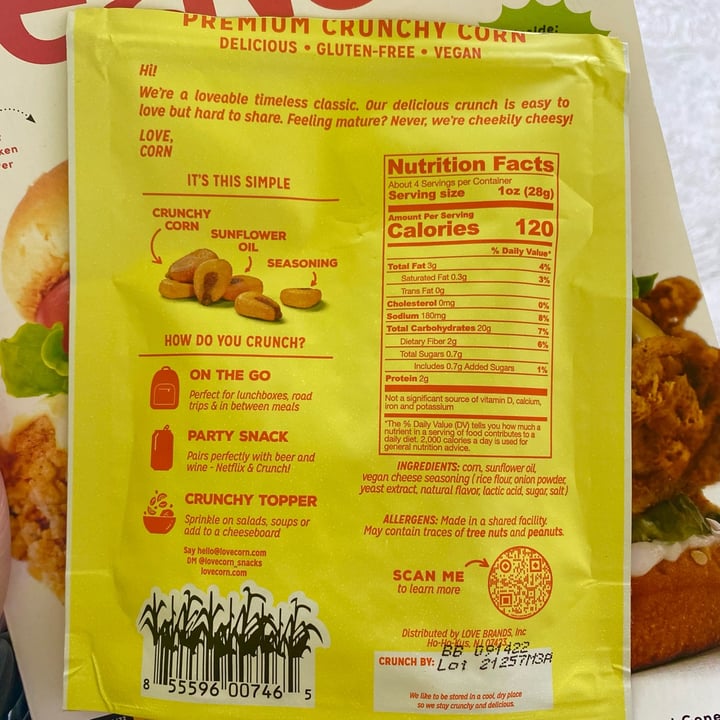 PREMIUM CRUNCHY CORN
DELICIOUS • GLUTEN-FREE • VEGAN
Hi!
We're a loveable timeless classic. Our delicious crunch is easy to
love but hard to share. Feeling mature? Never, we're cheekily cheesy!
LOVE,
CORN
IT'S THIS SIMPLE
CRUNCHY
CORN
SUNFLOWER
OIL
SEASONING
HOW DO YOU CRUNCH?
ON THE GO
Perfect for lunchboxes, road
trips & in between meals
PARTY SNACK
Pairs perfectly with beer and
wine - Netflix & Crunch!
CRUNCHY TOPPER
Sprinkle on salads, soups or
add to a cheeseboard
Say hello@lovecorn.com
DM @lovecorn_snacks
lovecorn.com
8 55596 00746 5
Nutrition Facts
About 4 Servings per Container
Serving size 1oz (28g)
Amount Per Serving
Calories 120
% Daily Value*
Total Fat 3g 4%
Saturated Fat 0.3g 3%
Trans Fat 0g
Cholesterol 0mg 0%
Sodium 180mg 8%
Total Carbohydrates 20g 7%
Dietary Fiber 2g 6%
Total Sugars 0.7g
Includes 0.7g Added Sugars 1%
Protein 2g
Not a significant source of vitamin D, calcium,
iron and potassium
*The % Daily Value (DV) tells you how much a
nutrient in a serving of food contributes to a
daily diet. 2,000 calories a day is used for
general nutrition advice.
INGREDIENTS: corn, sunflower oil,
vegan cheese seasoning (rice flour, onion powder,
yeast extract, natural flavor, lactic acid, sugar, salt)
ALLERGENS: Made in a shared facility.
May contain traces of tree nuts and peanuts.
SCAN ME
to learn more
Distributed by LOVE BRANDS, Inc
Ho-Ho-Kus, NJ 07423
BB 091422
CRUNCH BY: Lot 21257M3A
We like to be stored in a cool, dry place
so we stay crunchy and delicious.